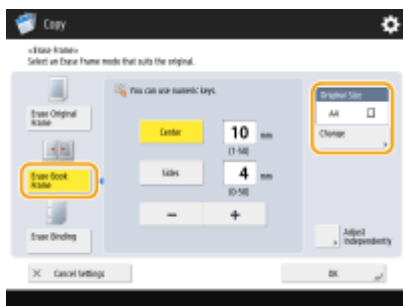 Copy
<Erase Frame>
Select an Erase Frame mode that suits the original.
Erase Original
Frame
Erase Book
Frame
Erase Binding
You can use numeric keys.
Center
10 mm
(1-50)
Sides
4 mm
(0-50)
−
+
Original Size
A4
Change
Adjust
Independently
× Cancel Settings
OK